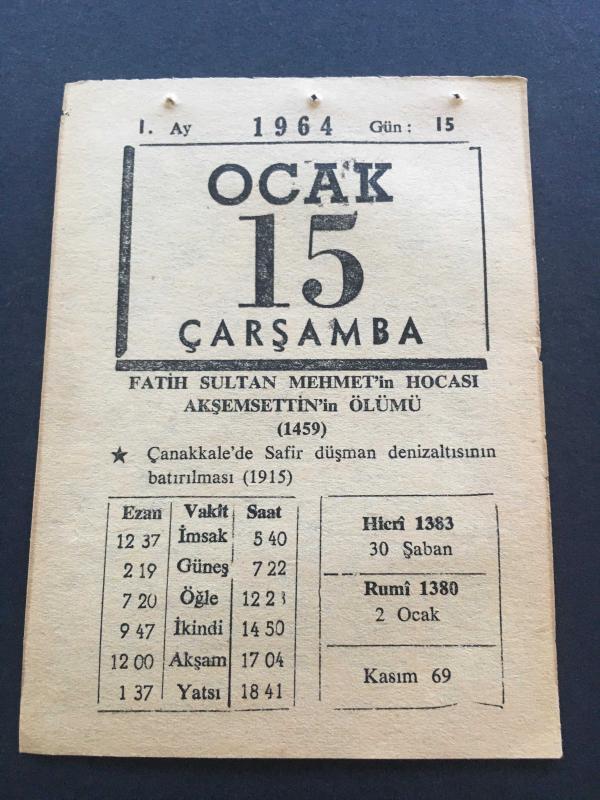 1. Ay 1964 Gün: 15
OCAK
15
ÇARŞAMBA
FATİH SULTAN MEHMET'in HOCASI
AKŞEMSETTİN'in ÖLÜMÜ
(1459)
★ Çanakkale'de Safir düşman denizaltısının
batırılması (1915)
Ezan Vakit Saat
12 37 İmsak 5 40
2 19 Güneş 7 22
7 20 Öğle 12 23
9 47 İkindi 14 50
12 00 Akşam 17 04
1 37 Yatsı 18 41
Hicrî 1383
30 Şaban
Rumî 1380
2 Ocak
Kasım 69